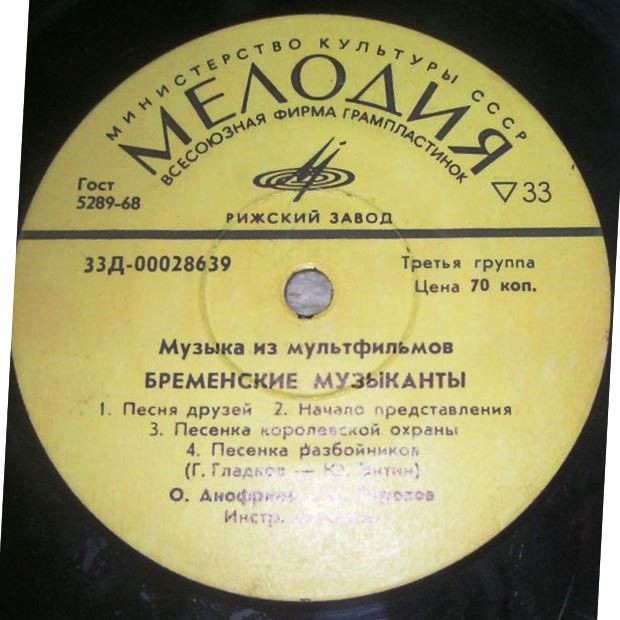 МИНИСТЕРСТВО КУЛЬТУРЫ СССР
МЕЛОДИЯ
ВСЕСОЮЗНАЯ ФИРМА ГРАМПЛАСТИНОК
Гост
5289-68
▽33
РИЖСКИЙ ЗАВОД
33Д-00028639
Третья группа
Цена 70 коп.
Музыка из мультфильмов
БРЕМЕНСКИЕ МУЗЫКАНТЫ
1. Песня друзей 2. Начало представления
3. Песенка королевской охраны
4. Песенка разбойников
(Г. Гладков — Ю. Энтин)
О.
Инстр.